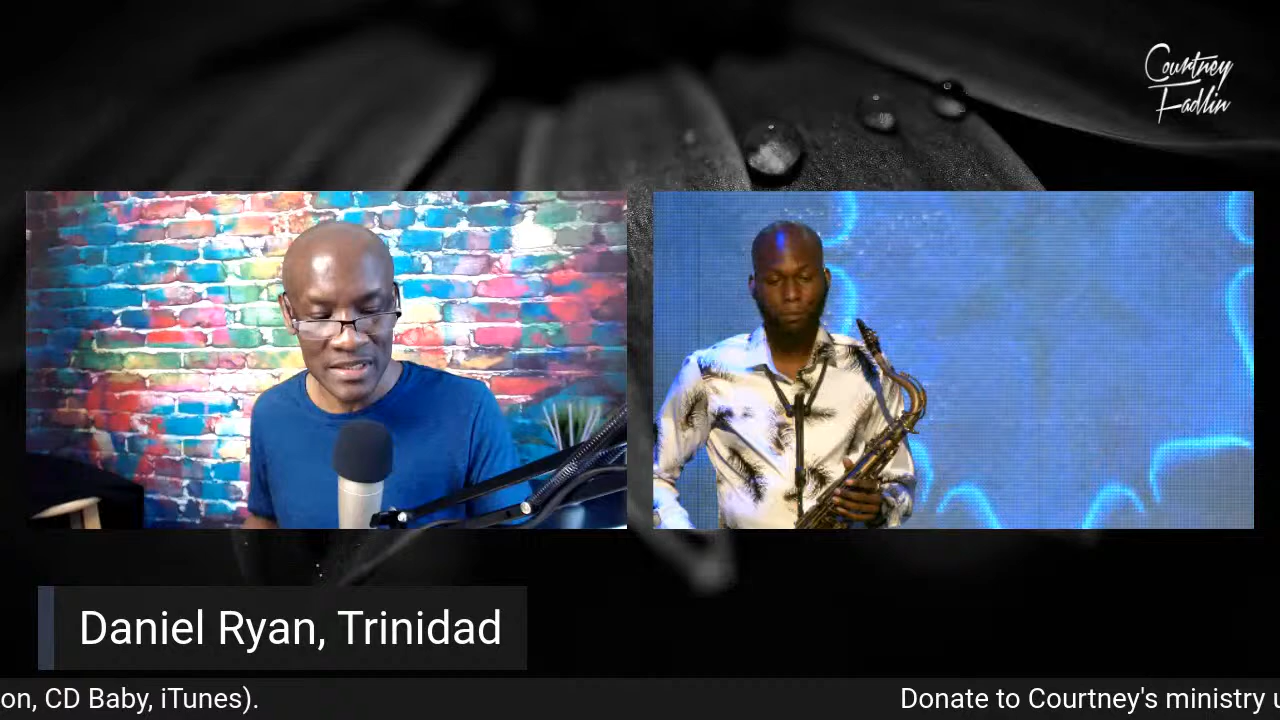 Courtney
Fadlin
Daniel Ryan, Trinidad
on, CD Baby, iTunes).
Donate to Courtney's ministry u